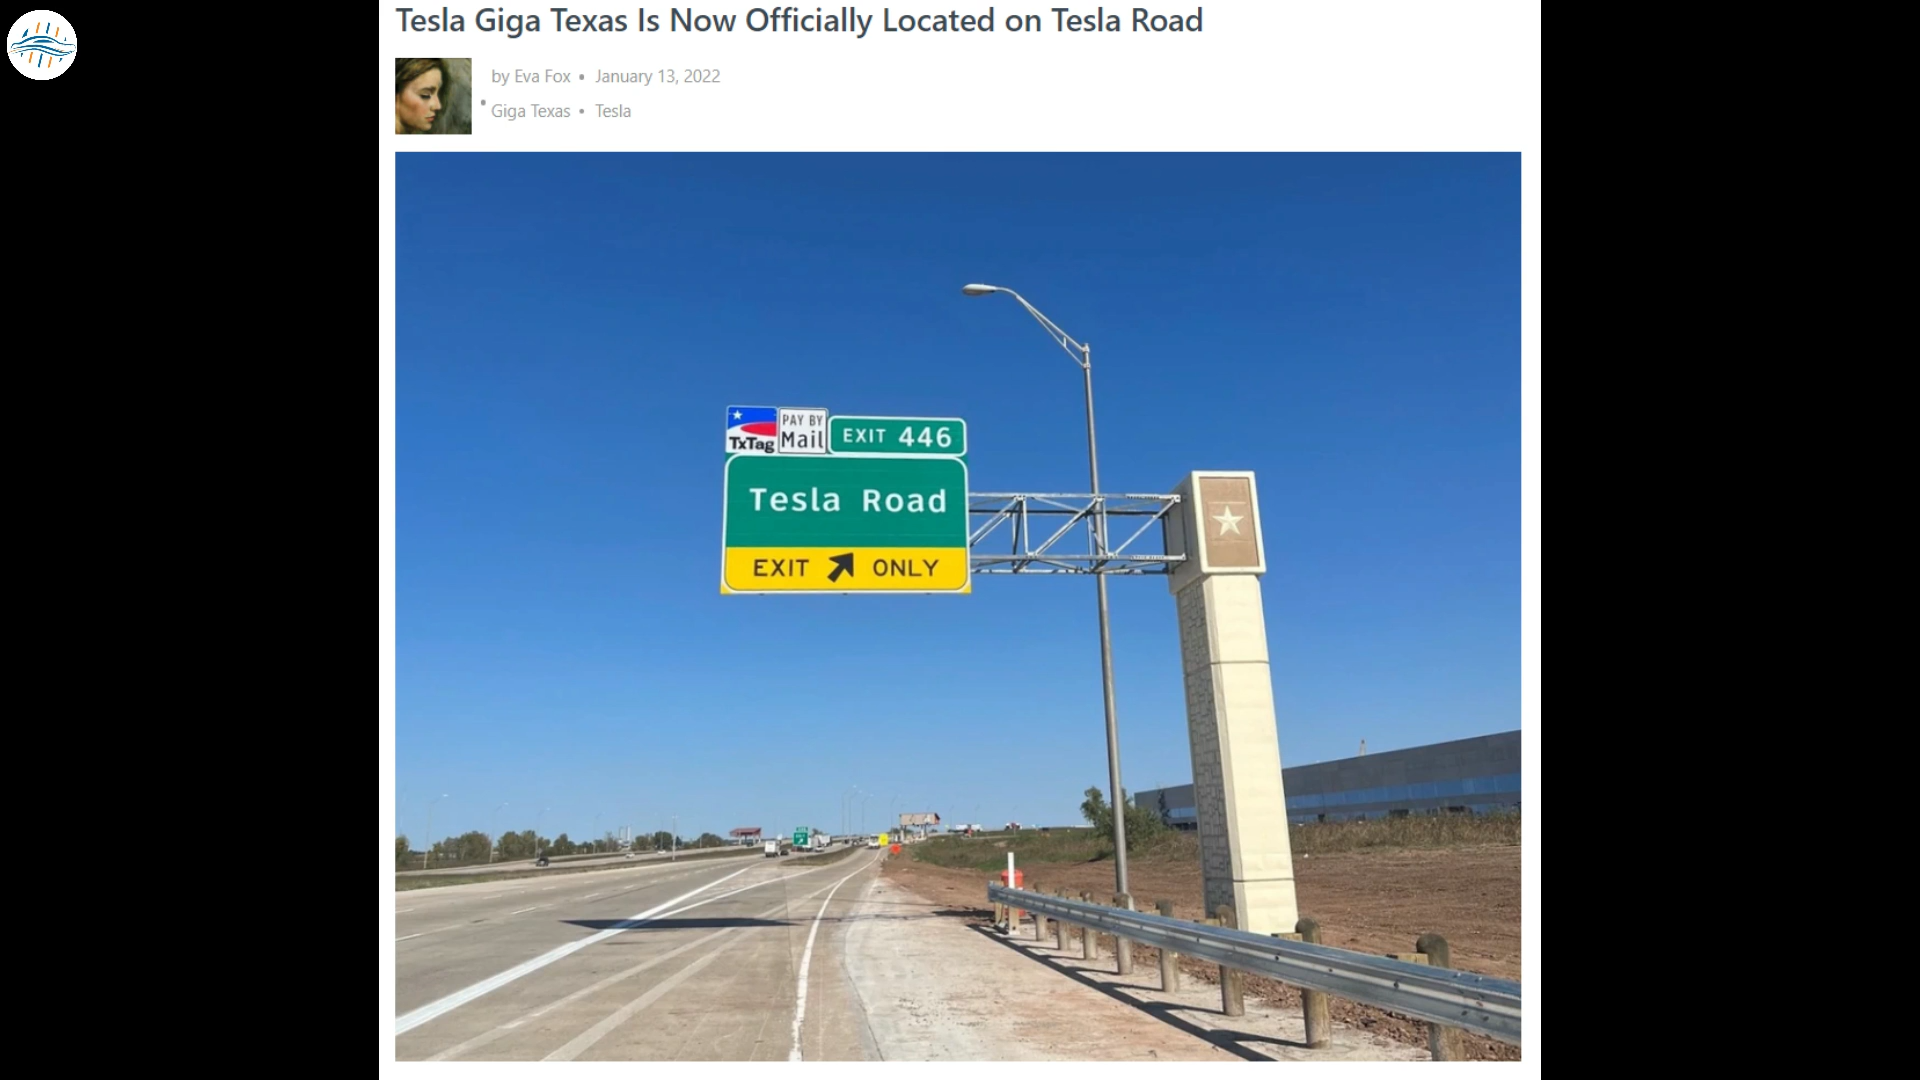 Tesla Giga Texas Is Now Officially Located on Tesla Road
by Eva Fox • January 13, 2022
• Giga Texas • Tesla
TxTag
PAY BY
Mail
EXIT 446
Tesla Road
EXIT ONLY